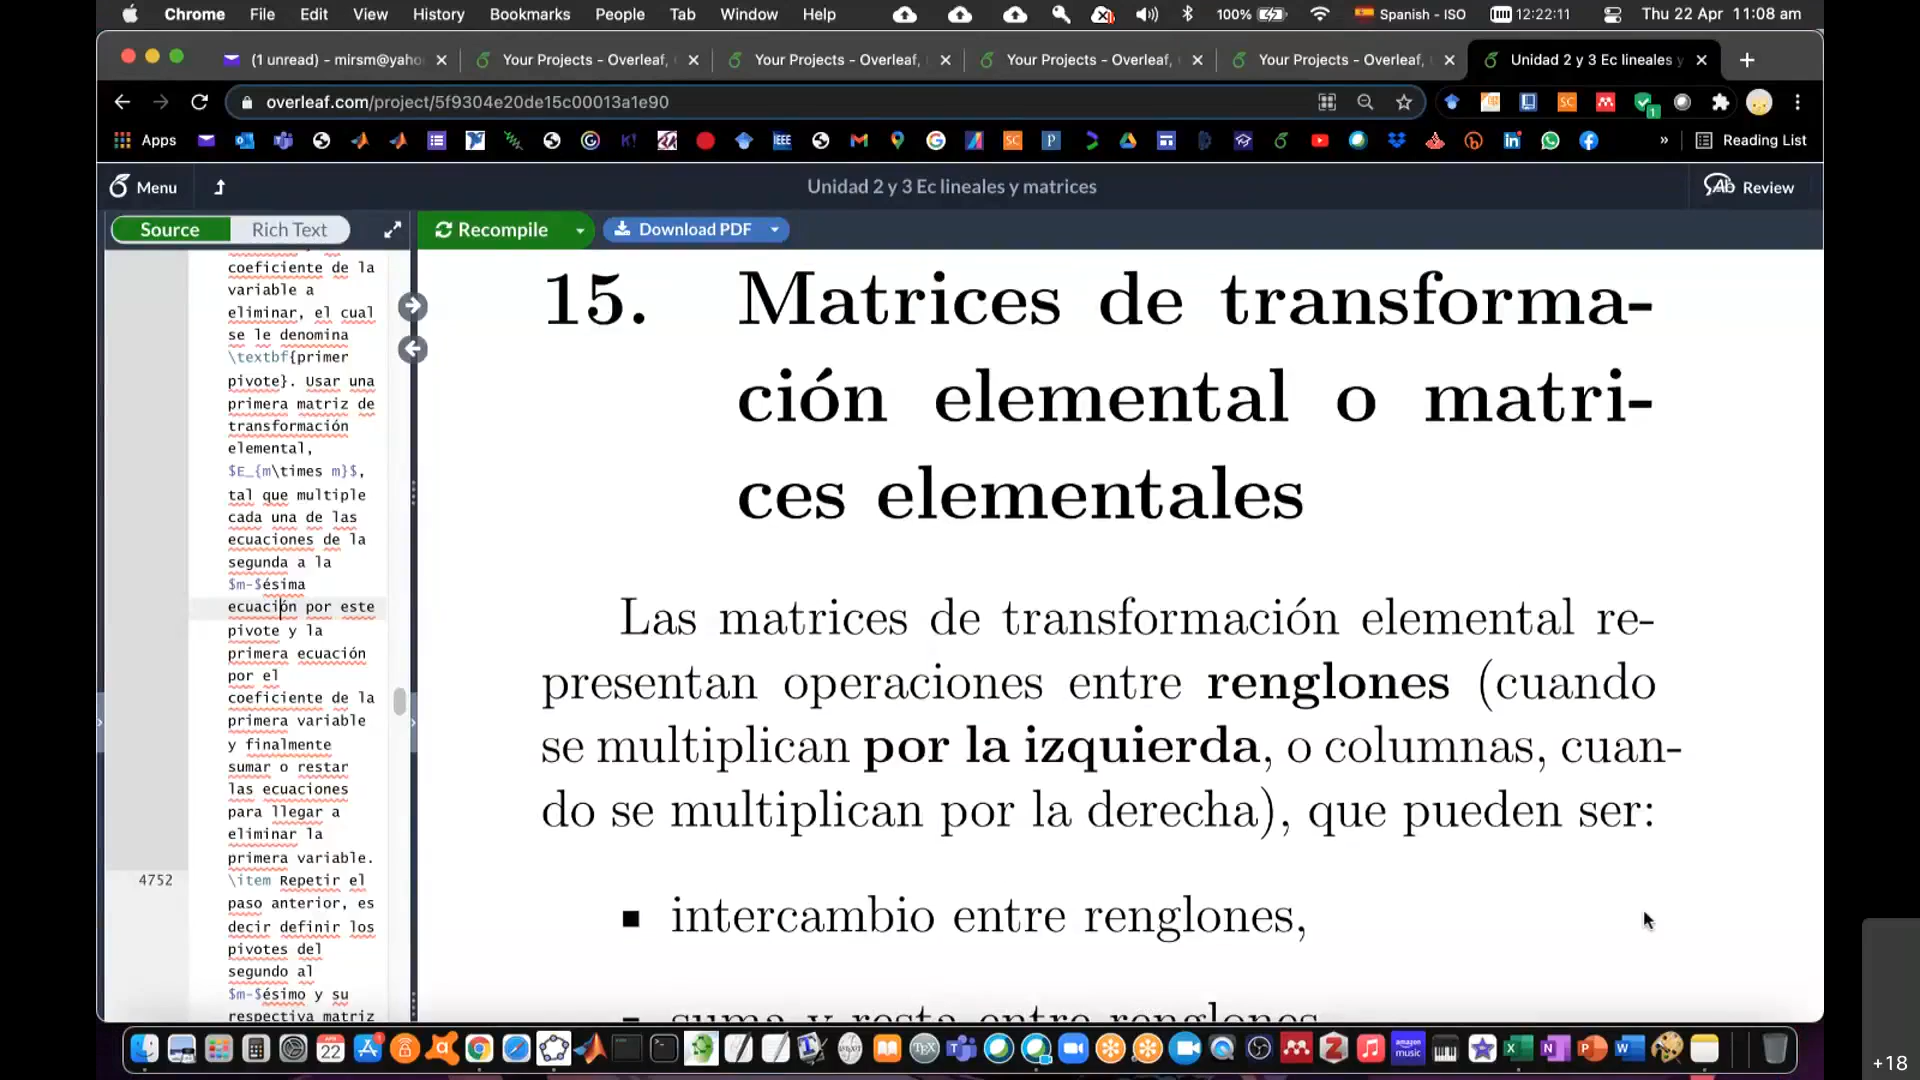 Chrome File Edit View History Bookmarks People Tab Window Help 100% Spanish - ISO 12:22:11 Thu 22 Apr 11:08 am
(1 unread) - mirsm@yaho Your Projects - Overleaf, Your Projects - Overleaf, Your Projects - Overleaf, Your Projects - Overleaf, Unidad 2 y 3 Ec lineales y
overleaf.com/project/5f9304e20de15c00013a1e90
Apps Reading List
Menu Unidad 2 y 3 Ec lineales y matrices Review
Source Rich Text Recompile Download PDF
coeficiente de la
variable a
eliminar, el cual
se le denomina
\textbf{primer
pivote}. Usar una
primera matriz de
transformación
elemental,
$E_{m\times m}$,
tal que multiple
cada una de las
ecuaciones de la
segunda a la
$m-$ésima
ecuación por este
pivote y la
primera ecuación
por el
coeficiente de la
primera variable
y finalmente
sumar o restar
las ecuaciones
para llegar a
eliminar la
primera variable.
4752 \item Repetir el
paso anterior, es
decir definir los
pivotes del
segundo al
$m-$ésimo y su
respectiva matriz
15. Matrices de transforma-
ción elemental o matri-
ces elementales
Las matrices de transformación elemental re-
presentan operaciones entre renglones (cuando
se multiplican por la izquierda, o columnas, cuan-
do se multiplican por la derecha), que pueden ser:
■ intercambio entre renglones,
suma y resta entre renglones
+18